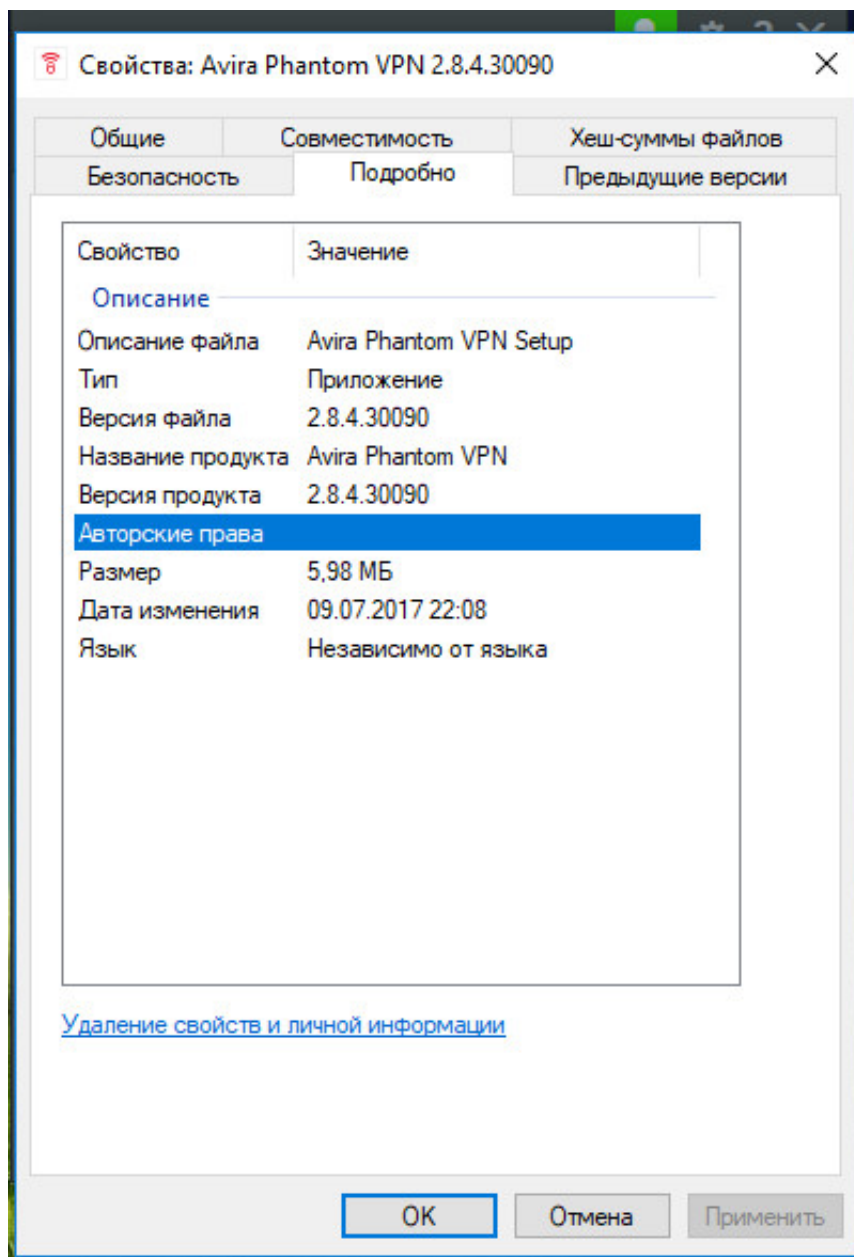 Свойства: Avira Phantom VPN 2.8.4.30090
Общие Совместимость Хеш-суммы файлов
Безопасность Подробно Предыдущие версии
Свойство Значение
Описание
Описание файла Avira Phantom VPN Setup
Тип Приложение
Версия файла 2.8.4.30090
Название продукта Avira Phantom VPN
Версия продукта 2.8.4.30090
Авторские права
Размер 5,98 МБ
Дата изменения 09.07.2017 22:08
Язык Независимо от языка
Удаление свойств и личной информации
OK Отмена Применить